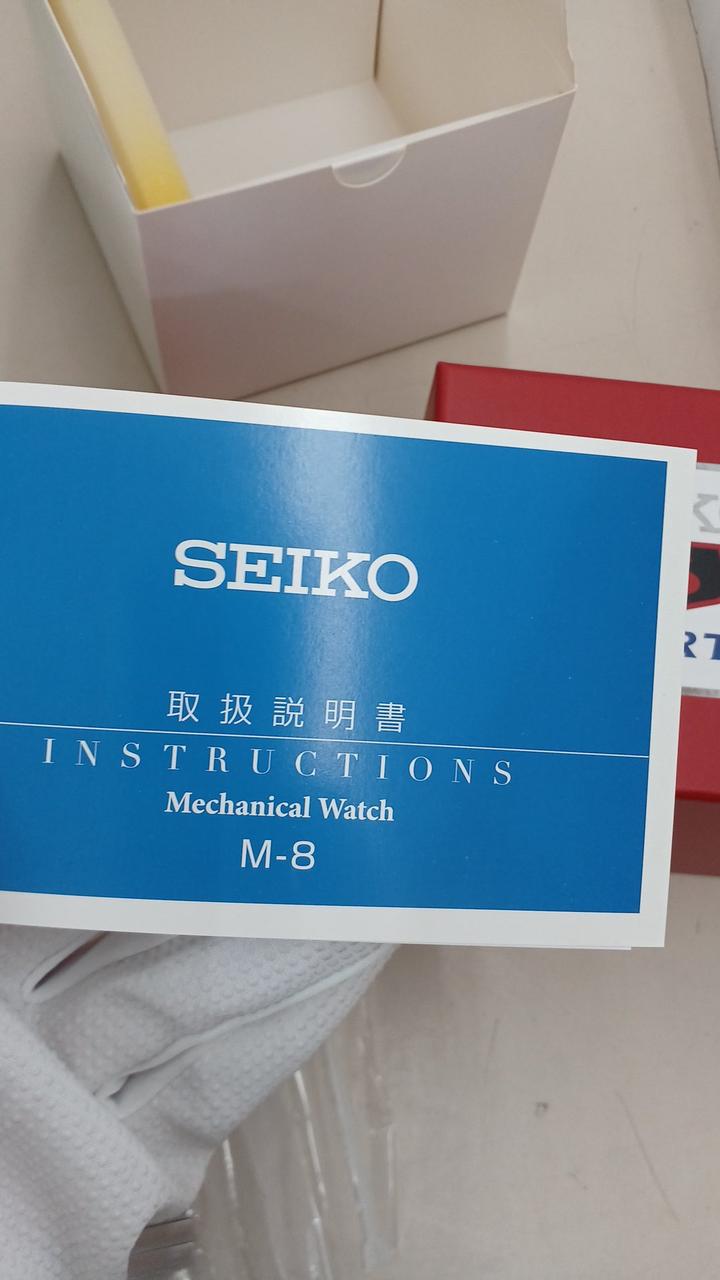 SEIKO
取扱説明書
INSTRUCTIONS
Mechanical Watch
M-8